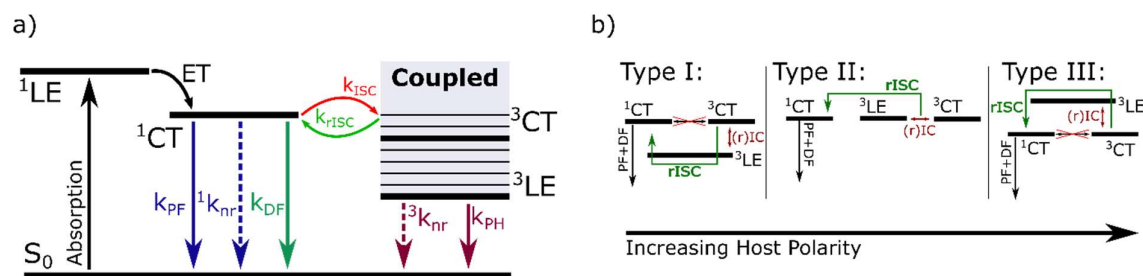 a)
¹LE
ET
¹CT
Absorption
S₀
k_PF
¹k_nr
k_DF
k_ISC
k_rISC
Coupled
³CT
³LE
³k_nr
k_PH
b)
Type I:
¹CT
³CT
(r)IC
³LE
rISC
PF+DF
Type II:
rISC
¹CT
³LE
³CT
(r)IC
PF+DF
Type III:
rISC
³LE
(r)IC
¹CT
³CT
PF+DF
Increasing Host Polarity